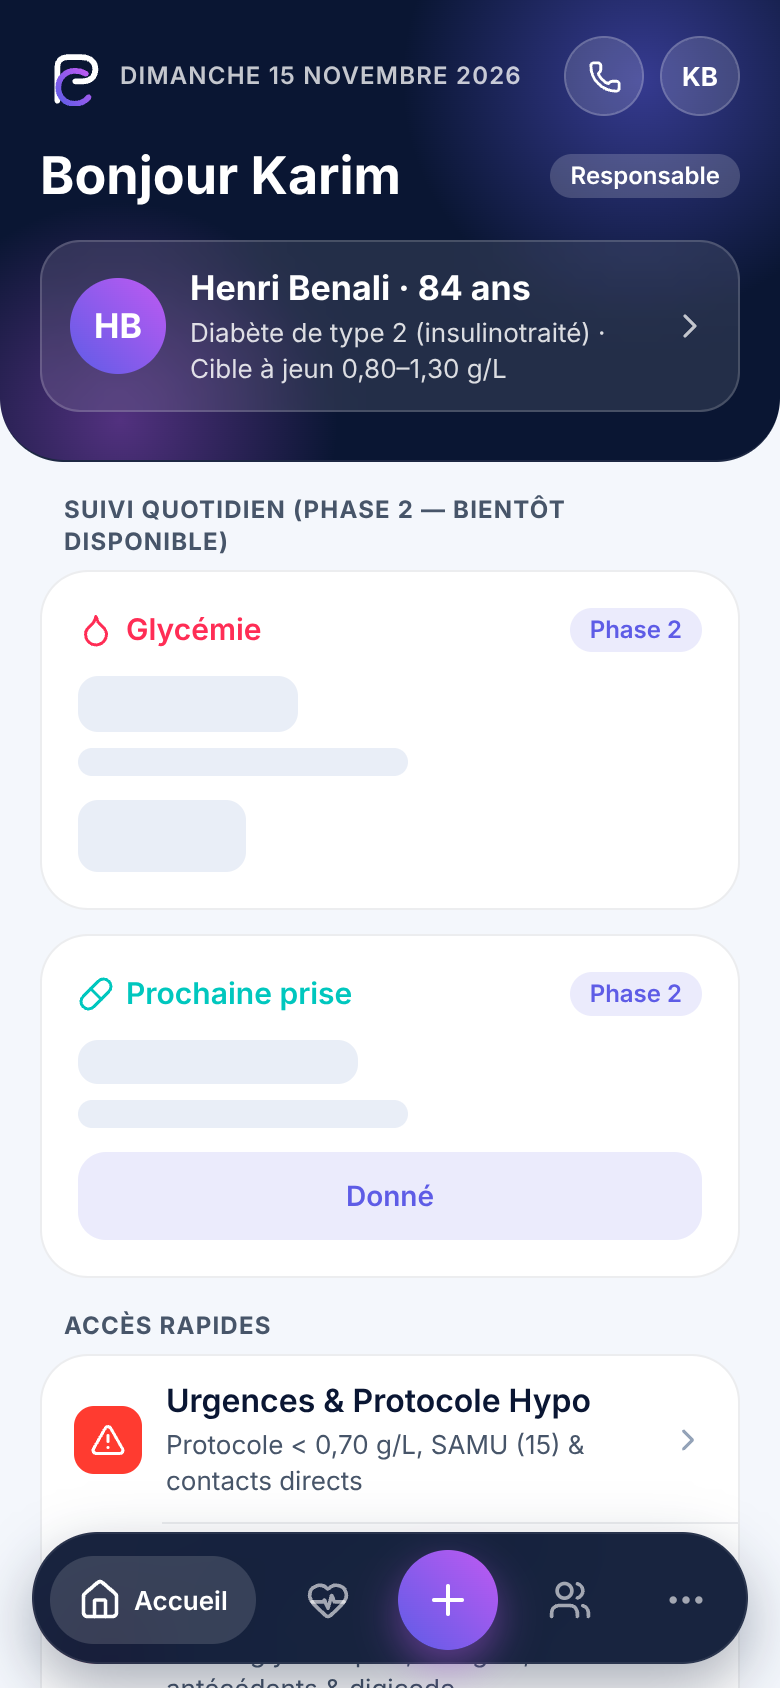 DIMANCHE 15 NOVEMBRE 2026
KB
Bonjour Karim
Responsable
HB
Henri Benali · 84 ans
Diabète de type 2 (insulinotraité) ·
Cible à jeun 0,80–1,30 g/L
SUIVI QUOTIDIEN (PHASE 2 — BIENTÔT
DISPONIBLE)
Glycémie
Phase 2
Prochaine prise
Phase 2
Donné
ACCÈS RAPIDES
Urgences & Protocole Hypo
Protocole < 0,70 g/L, SAMU (15) &
contacts directs
Accueil
antécédents & digicode